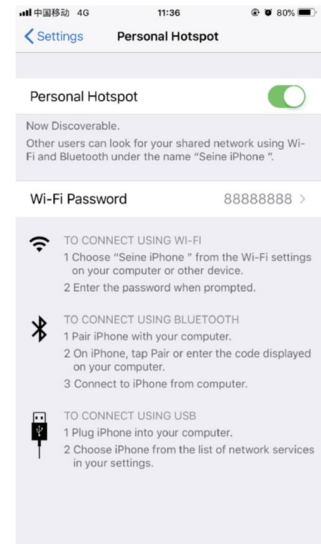 中国移动 4G 11:36 80%
Settings Personal Hotspot
Personal Hotspot
Now Discoverable.
Other users can look for your shared network using Wi-
Fi and Bluetooth under the name “Seine iPhone ”.
Wi-Fi Password 88888888
TO CONNECT USING WI-FI
1 Choose “Seine iPhone ” from the Wi-Fi settings
on your computer or other device.
2 Enter the password when prompted.
TO CONNECT USING BLUETOOTH
1 Pair iPhone with your computer.
2 On iPhone, tap Pair or enter the code displayed
on your computer.
3 Connect to iPhone from computer.
TO CONNECT USING USB
1 Plug iPhone into your computer.
2 Choose iPhone from the list of network services
in your settings.